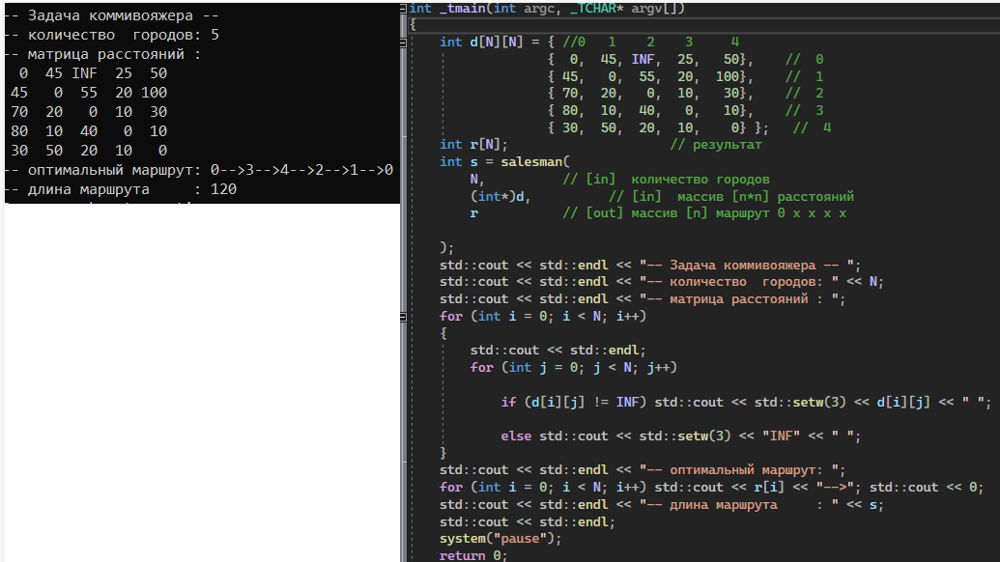 -- Задача коммивояжера --
-- количество  городов: 5
-- матрица расстояний :
  0  45 INF  25  50
 45   0  55  20 100
 70  20   0  10  30
 80  10  40   0  10
 30  50  20  10   0
-- оптимальный маршрут: 0-->3-->4-->2-->1-->0
-- длина маршрута     : 120
int _tmain(int argc, _TCHAR* argv[])
{
    int d[N][N] = { //0   1    2    3     4
                  {  0,  45, INF,  25,   50},    //  0
                  { 45,   0,  55,  20,  100},    //  1
                  { 70,  20,   0,  10,   30},    //  2
                  { 80,  10,  40,   0,   10},    //  3
                  { 30,  50,  20,  10,    0} };   //  4
    int r[N];                     // результат
    int s = salesman(
        N,          // [in]  количество городов
        (int*)d,          // [in]  массив [n*n] расстояний
        r           // [out] массив [n] маршрут 0 x x x x
    );
    std::cout << std::endl << "-- Задача коммивояжера -- ";
    std::cout << std::endl << "-- количество  городов: " << N;
    std::cout << std::endl << "-- матрица расстояний : ";
    for (int i = 0; i < N; i++)
    {
        std::cout << std::endl;
        for (int j = 0; j < N; j++)
            if (d[i][j] != INF) std::cout << std::setw(3) << d[i][j] << " ";
            else std::cout << std::setw(3) << "INF" << " ";
    }
    std::cout << std::endl << "-- оптимальный маршрут: ";
    for (int i = 0; i < N; i++) std::cout << r[i] << "-->"; std::cout << 0;
    std::cout << std::endl << "-- длина маршрута     : " << s;
    std::cout << std::endl;
    system("pause");
    return 0;